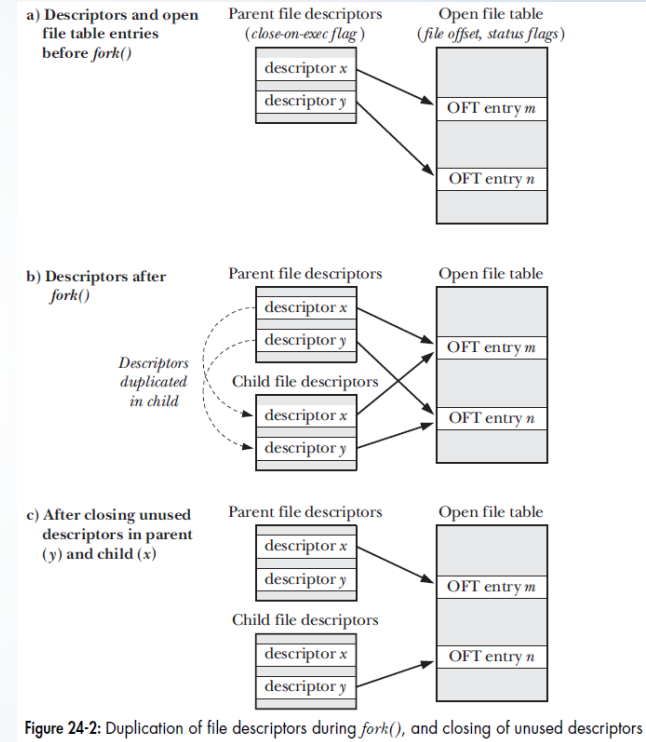 a) Descriptors and open
file table entries
before fork()
Parent file descriptors
(close-on-exec flag)
descriptor x
descriptor y
Open file table
(file offset, status flags)
OFT entry m
OFT entry n
b) Descriptors after
fork()
Descriptors
duplicated
in child
Parent file descriptors
descriptor x
descriptor y
Child file descriptors
descriptor x
descriptor y
Open file table
OFT entry m
OFT entry n
c) After closing unused
descriptors in parent
(y) and child (x)
Parent file descriptors
descriptor x
descriptor y
Child file descriptors
descriptor x
descriptor y
Open file table
OFT entry m
OFT entry n
Figure 24-2: Duplication of file descriptors during fork(), and closing of unused descriptors